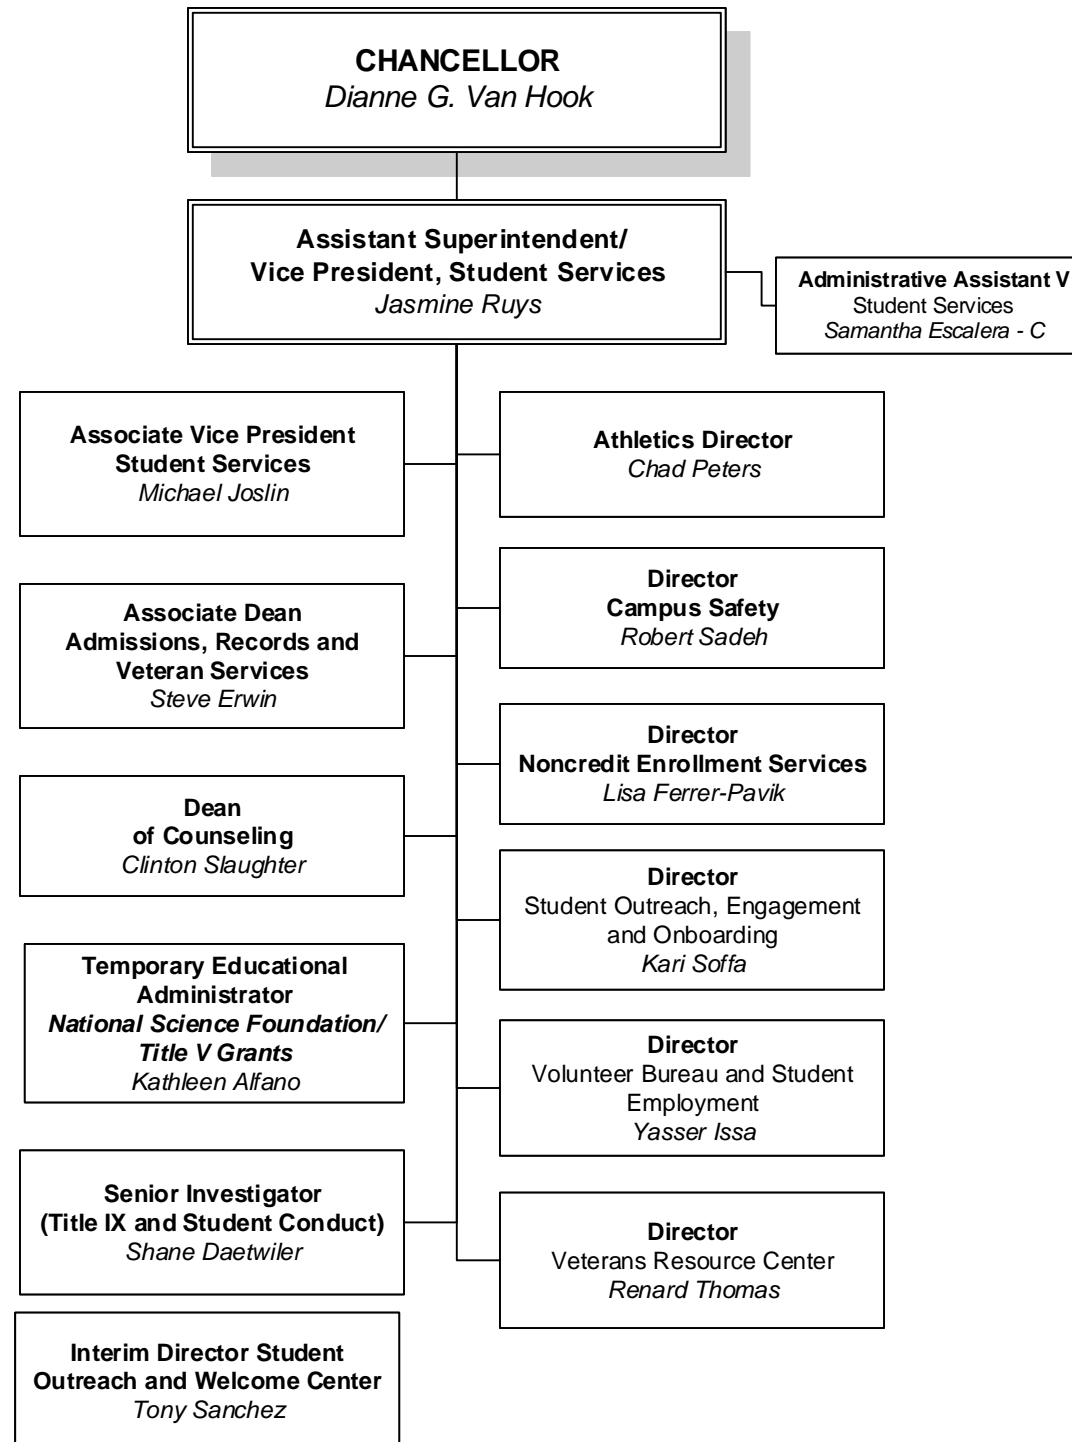 CHANCELLOR
Dianne G. Van Hook
Assistant Superintendent/
Vice President, Student Services
Jasmine Ruys
Administrative Assistant V
Student Services
Samantha Escalera - C
Associate Vice President
Student Services
Michael Joslin
Associate Dean
Admissions, Records and
Veteran Services
Steve Erwin
Dean
of Counseling
Clinton Slaughter
Temporary Educational
Administrator
National Science Foundation/
Title V Grants
Kathleen Alfano
Senior Investigator
(Title IX and Student Conduct)
Shane Daetwiler
Interim Director Student
Outreach and Welcome Center
Tony Sanchez
Athletics Director
Chad Peters
Director
Campus Safety
Robert Sadeh
Director
Noncredit Enrollment Services
Lisa Ferrer-Pavik
Director
Student Outreach, Engagement
and Onboarding
Kari Soffa
Director
Volunteer Bureau and Student
Employment
Yasser Issa
Director
Veterans Resource Center
Renard Thomas